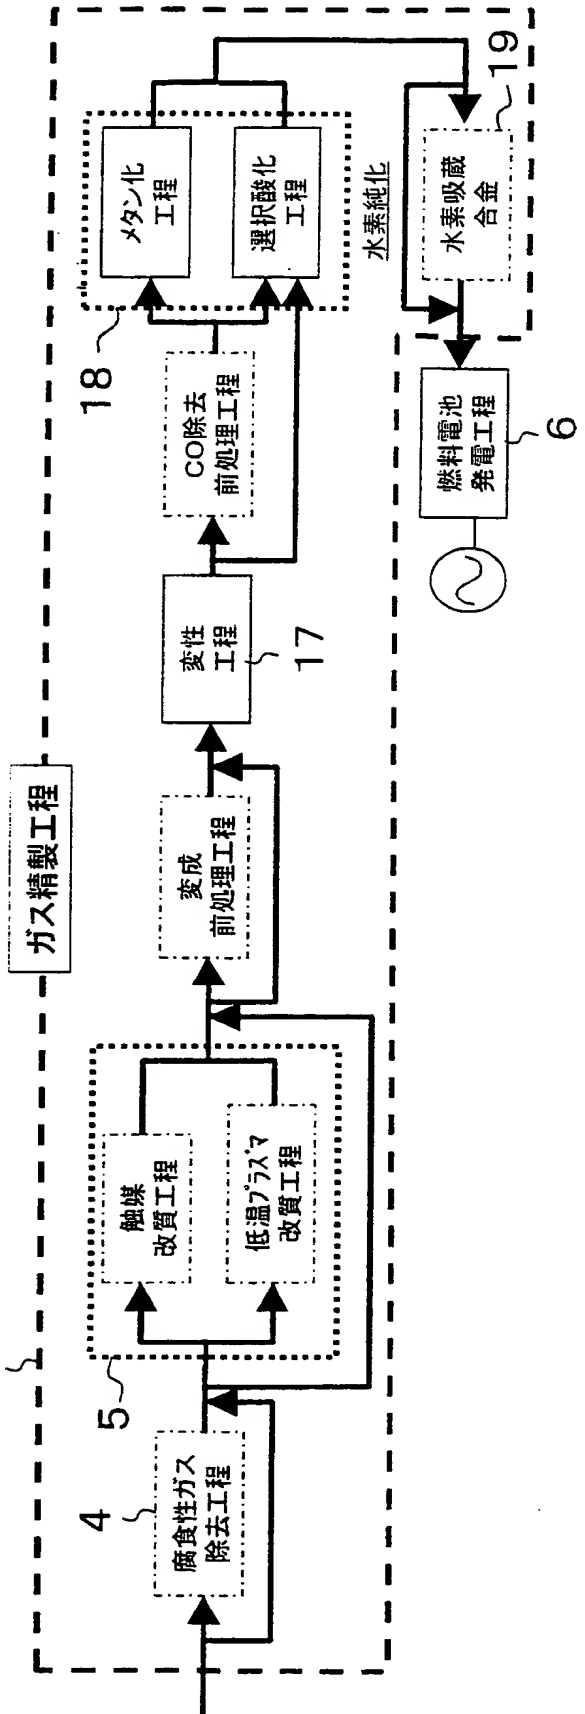 ガス精製工程
4
腐食性ガス
除去工程
5
触媒
改質工程
低温プラズマ
改質工程
変成
前処理工程
変性
工程
17
CO除去
前処理工程
18
メタン化
工程
選択酸化
工程
水素純化
水素吸蔵
合金
19
燃料電池
発電工程
6